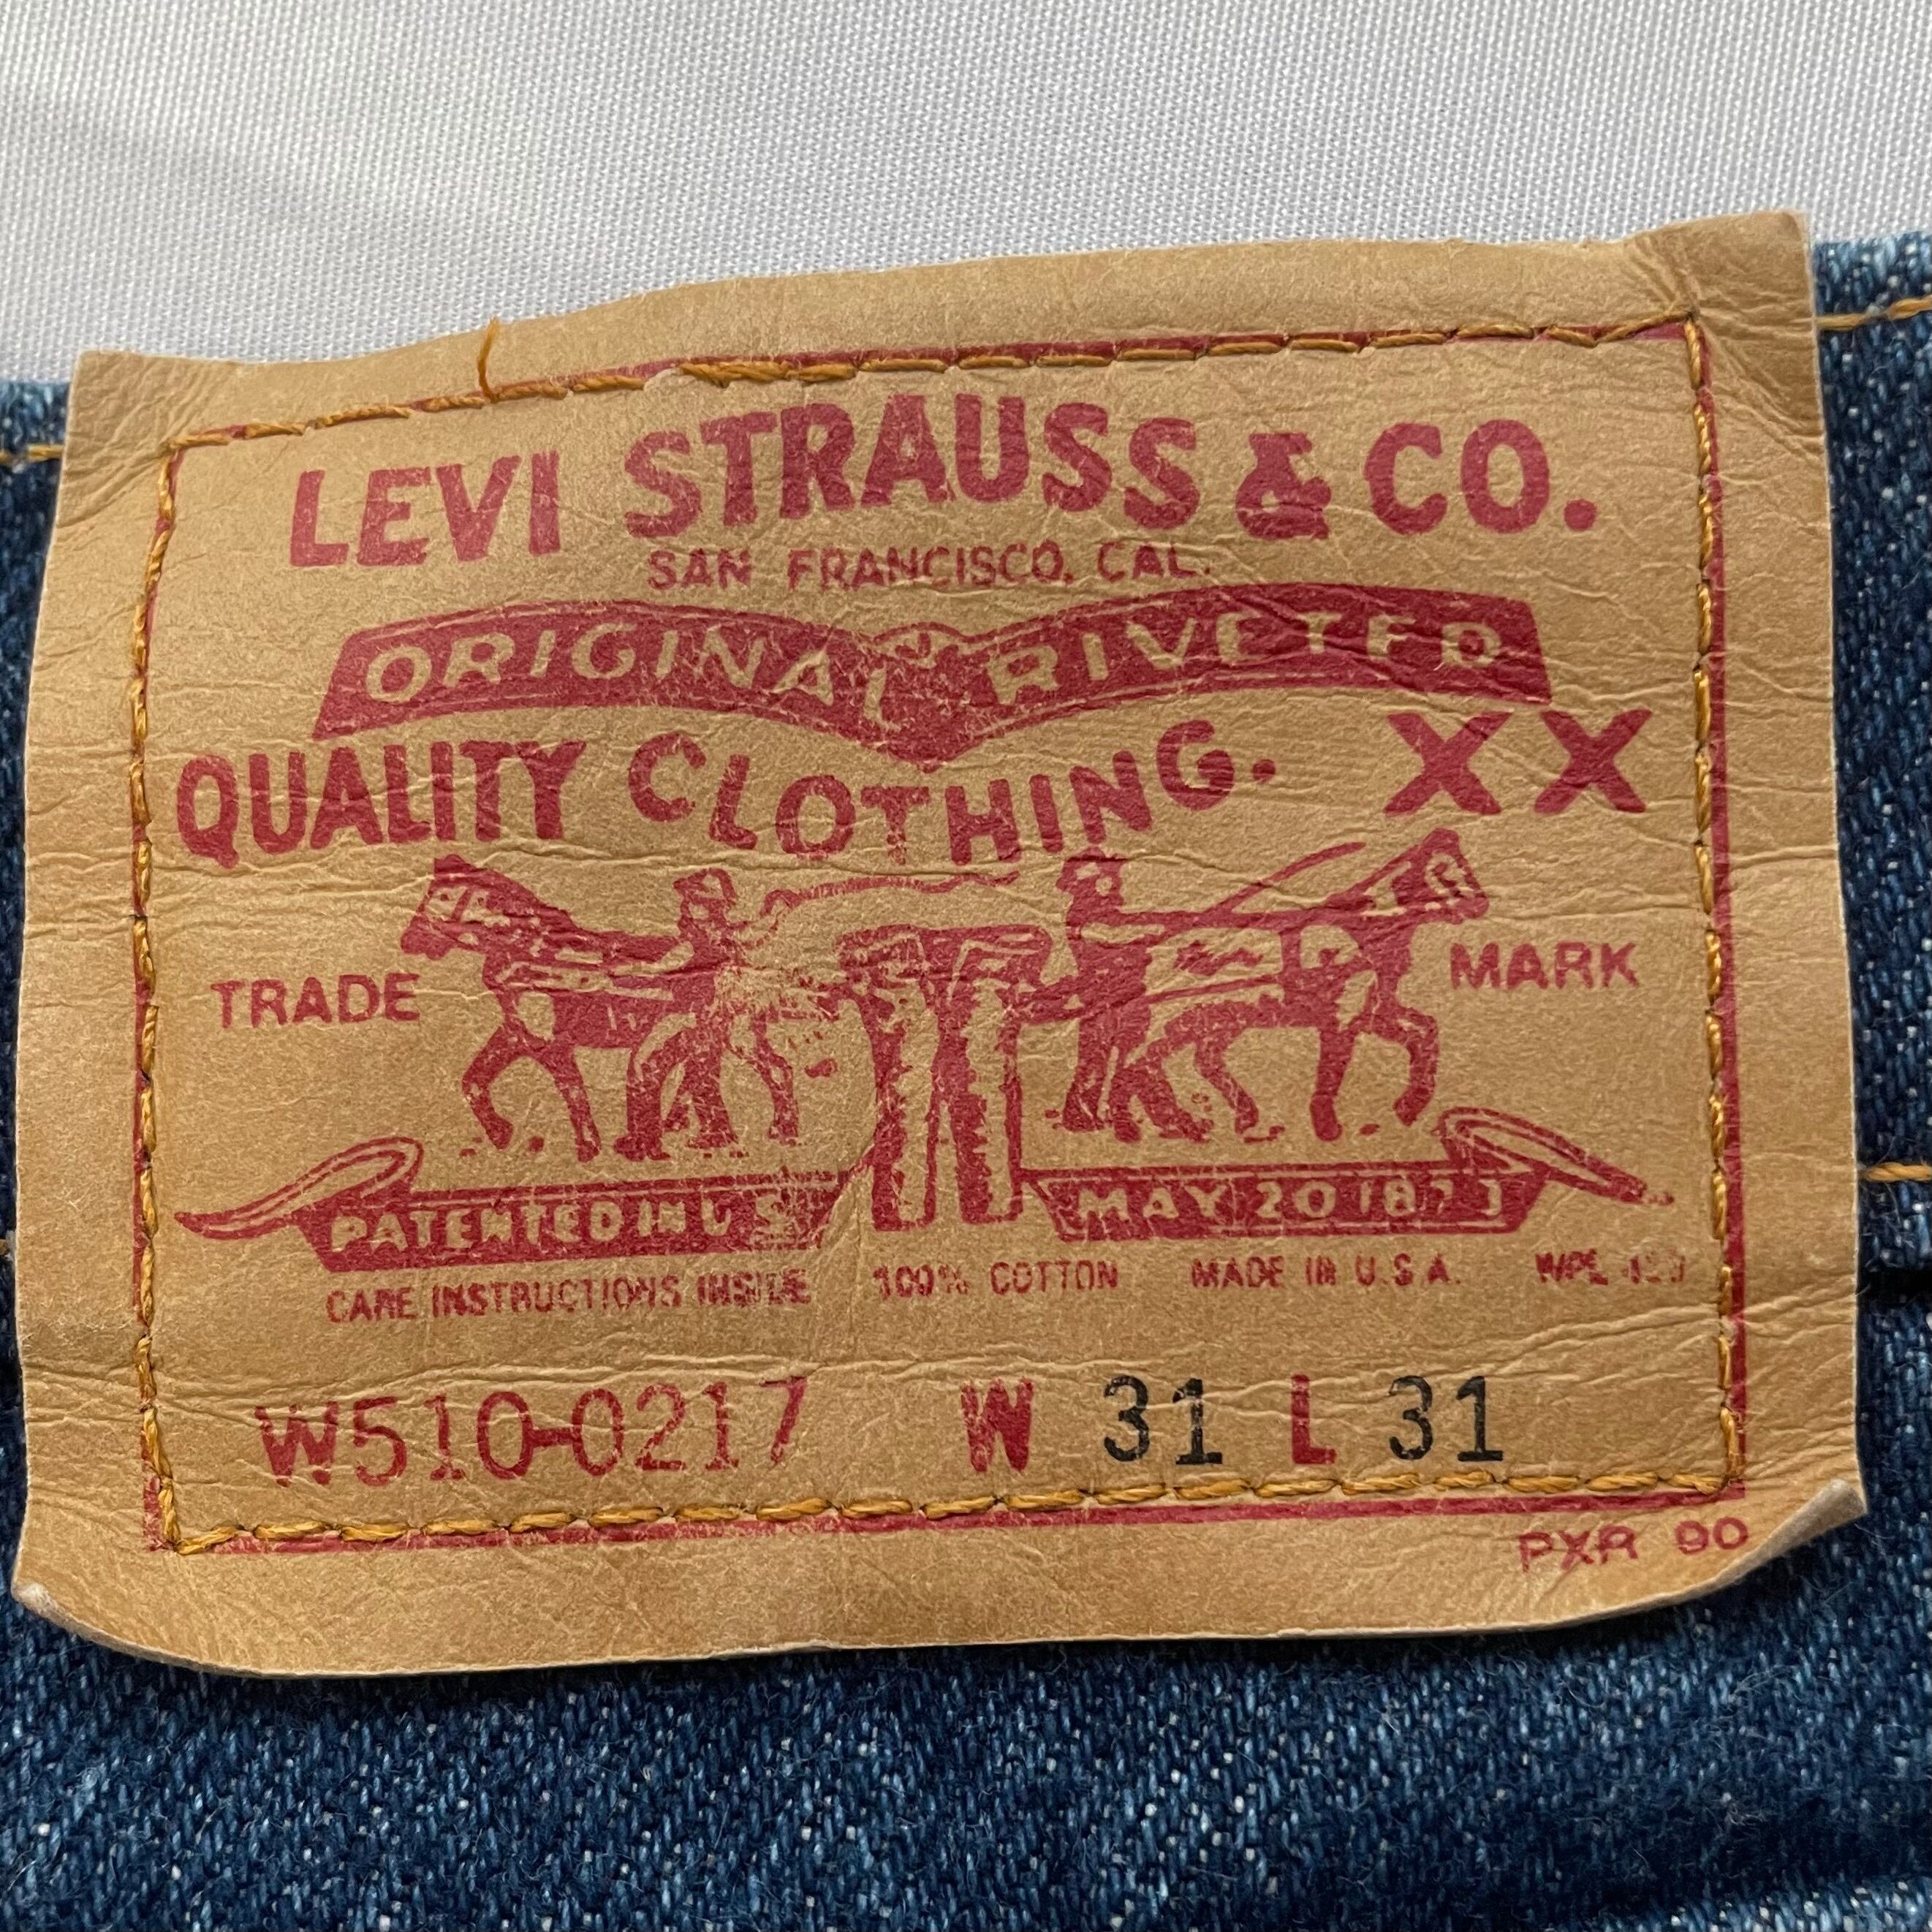 LEVI STRAUSS & CO.
SAN FRANCISCO, CAL.
ORIGINAL RIVETED
QUALITY CLOTHING. XX
TRADE MARK
PATENTED IN U S MAY 20 1873
CARE INSTRUCTIONS INSIDE 100% COTTON MADE IN U.S.A. WPL
W510-0217 W 31 L 31
PXR 90